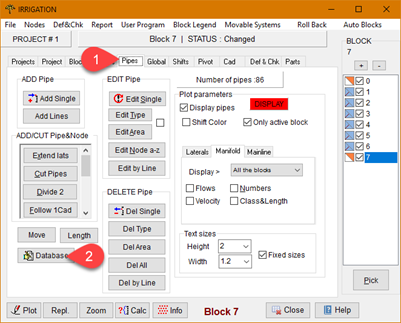 IRRIGATION
File Nodes Def&Chk Report User Program Block Legend Movable Systems Roll Back Auto Blocks
PROJECT # 1
Block 7 | STATUS : Changed
BLOCK
7
+ -
0
1
2
3
4
5
6
7
Pick
1
Projects Project Pipes Global Shifts Pivot Cad Def & Chk Parts
ADD Pipe
Add Single
Add Lines
ADD/CUT Pipe&Node
Extend lats
Cut Pipes
Divide 2
Follow 1Cad
Move Length
Database
2
EDIT Pipe
Edit Single
Edit Type
Edit Area
Edit Node a-z
Edit by Line
DELETE Pipe
Del Single
Del Type
Del Area
Del All
Del by Line
Number of pipes :86
Plot parameters
Display pipes DISPLAY
Shift Color Only active block
Laterals Manifold Mainline
Display > All the blocks
Flows Numbers
Velocity Class&Length
Text sizes
Height 2
Width 1.2
Fixed sizes
Plot Repl. Zoom ?! Calc Info Block 7 Close Help